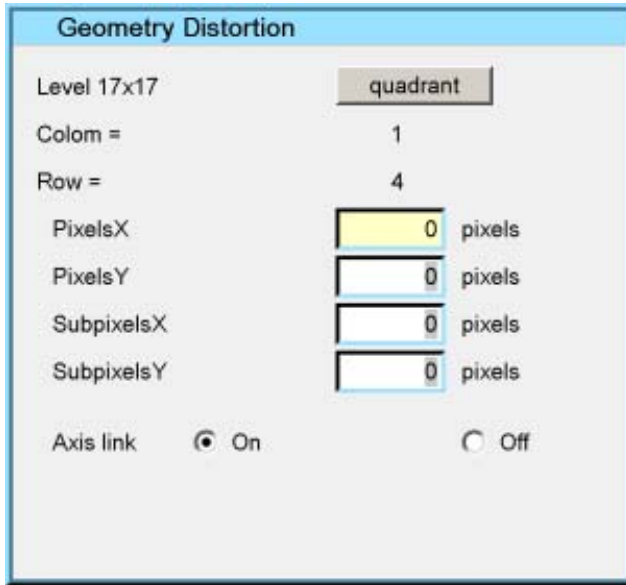 Geometry Distortion
Level 17x17 quadrant
Colom = 1
Row = 4
PixelsX 0 pixels
PixelsY 0 pixels
SubpixelsX 0 pixels
SubpixelsY 0 pixels
Axis link On Off